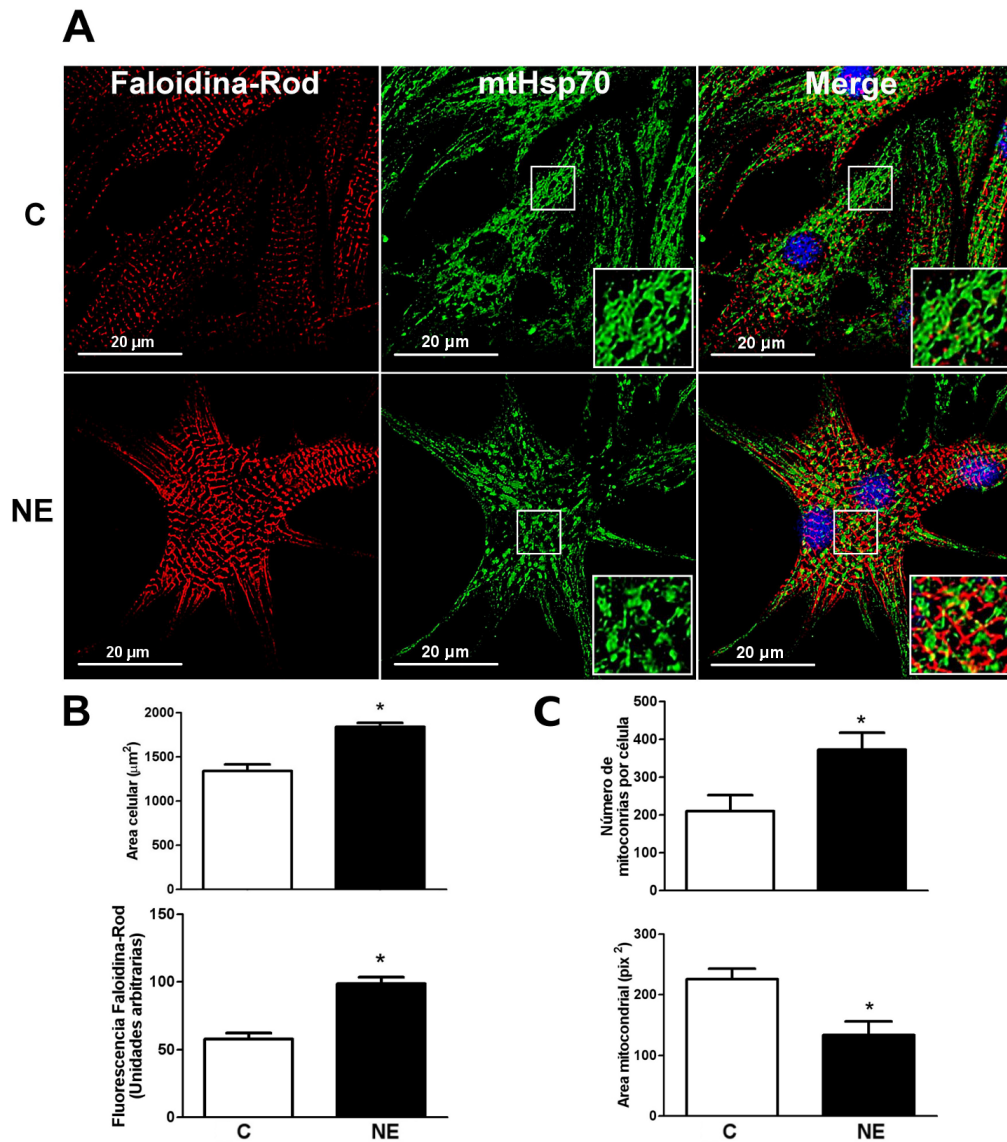 A
Faloidina-Rod
mtHsp70
Merge
C
20 µm
20 µm
20 µm
NE
20 µm
20 µm
20 µm
B
Area celular (µm²)
2000
1500
1000
500
0
*
Fluorescencia Faloidina-Rod
(Unidades arbitrarias)
150
100
50
0
*
C
NE
C
Número de
mitoconrias por célula
500
400
300
200
100
0
*
Area mitocondrial (pix ²)
300
200
100
0
*
C
NE